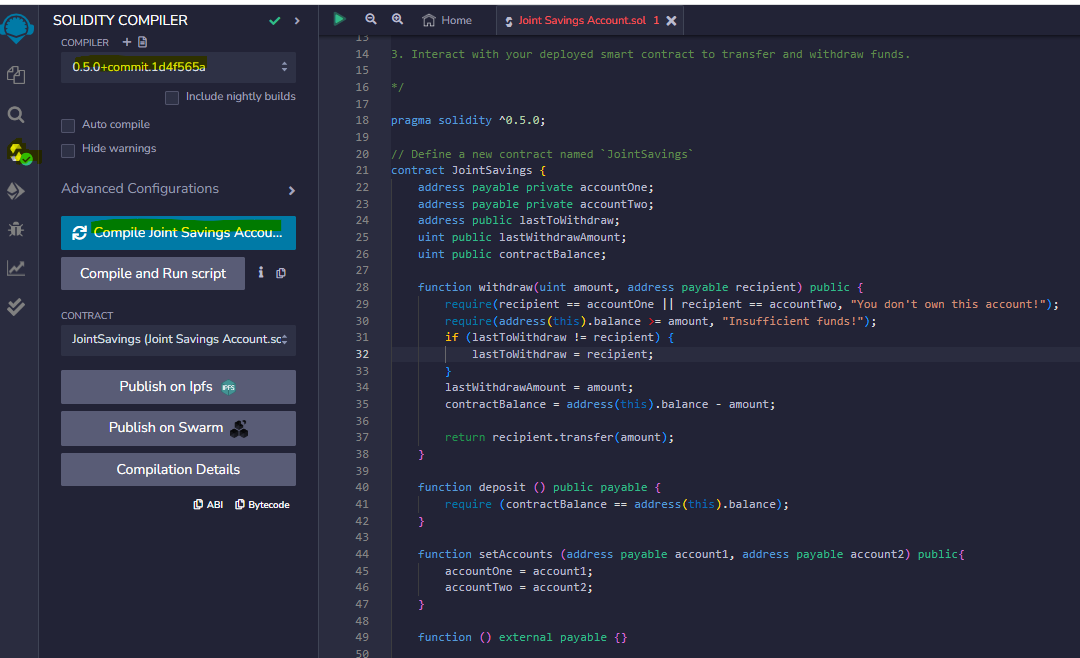 SOLIDITY COMPILER
COMPILER +
0.5.0+commit.1d4f565a
Include nightly builds
Auto compile
Hide warnings
Advanced Configurations
Compile Joint Savings Accou...
Compile and Run script
i
CONTRACT
JointSavings (Joint Savings Account.sc
Publish on Ipfs
IPFS
Publish on Swarm
Compilation Details
ABI Bytecode
Home
Joint Savings Account.sol 1
13
14 3. Interact with your deployed smart contract to transfer and withdraw funds.
15
16 */
17
18 pragma solidity ^0.5.0;
19
20 // Define a new contract named `JointSavings`
21 contract JointSavings {
22 address payable private accountOne;
23 address payable private accountTwo;
24 address public lastToWithdraw;
25 uint public lastWithdrawAmount;
26 uint public contractBalance;
27
28 function withdraw(uint amount, address payable recipient) public {
29 require(recipient == accountOne || recipient == accountTwo, "You don't own this account!");
30 require(address(this).balance >= amount, "Insufficient funds!");
31 if (lastToWithdraw != recipient) {
32 lastToWithdraw = recipient;
33 }
34 lastWithdrawAmount = amount;
35 contractBalance = address(this).balance - amount;
36
37 return recipient.transfer(amount);
38 }
39
40 function deposit () public payable {
41 require (contractBalance == address(this).balance);
42 }
43
44 function setAccounts (address payable account1, address payable account2) public{
45 accountOne = account1;
46 accountTwo = account2;
47 }
48
49 function () external payable {}
50